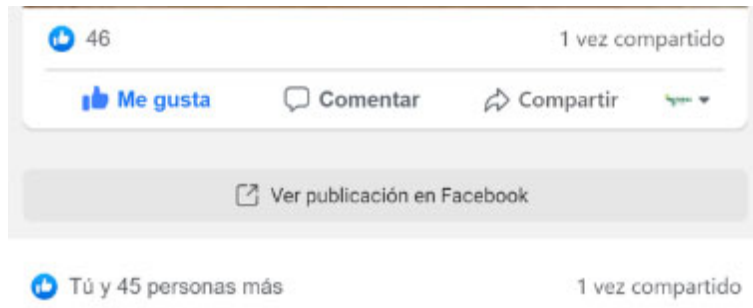 46 1 vez compartido
Me gusta Comentar Compartir
Ver publicación en Facebook
Tú y 45 personas más 1 vez compartido